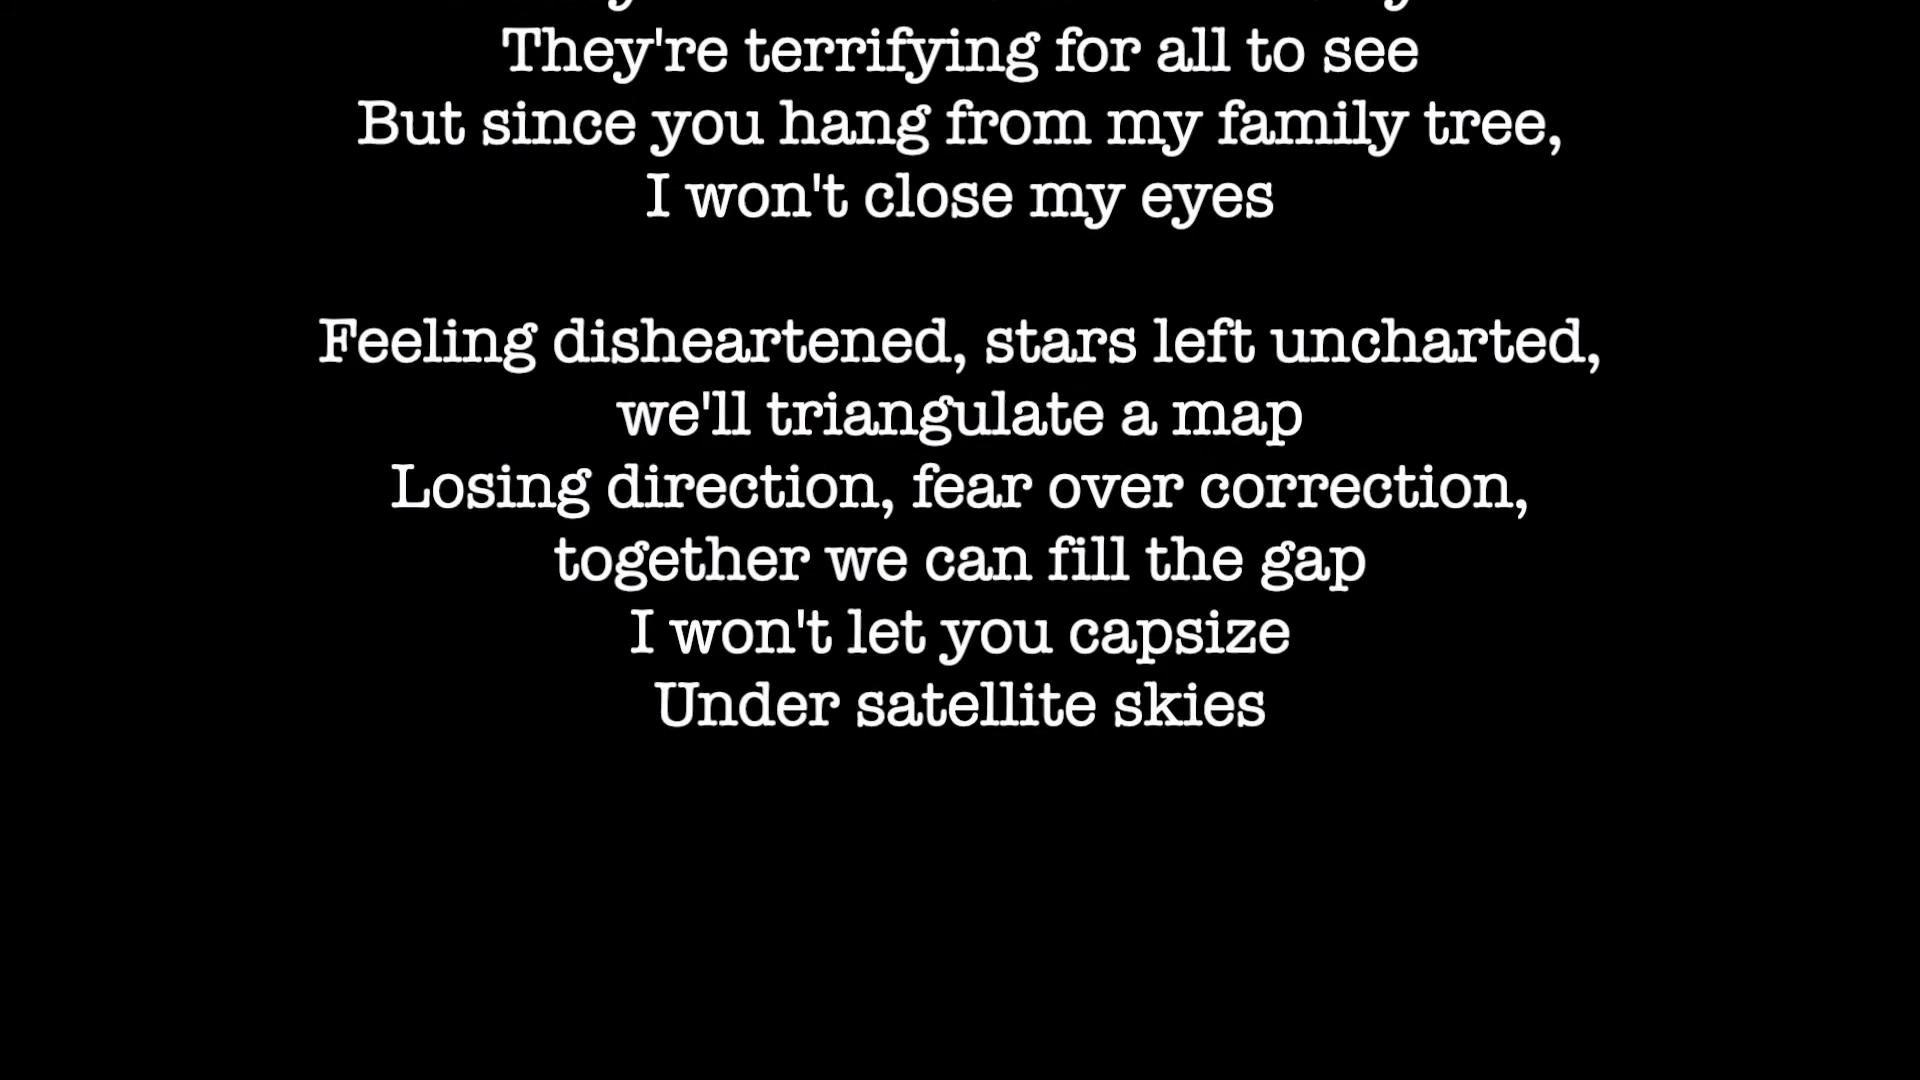 They're terrifying for all to see
But since you hang from my family tree,
I won't close my eyes
Feeling disheartened, stars left uncharted,
we'll triangulate a map
Losing direction, fear over correction,
together we can fill the gap
I won't let you capsize
Under satellite skies